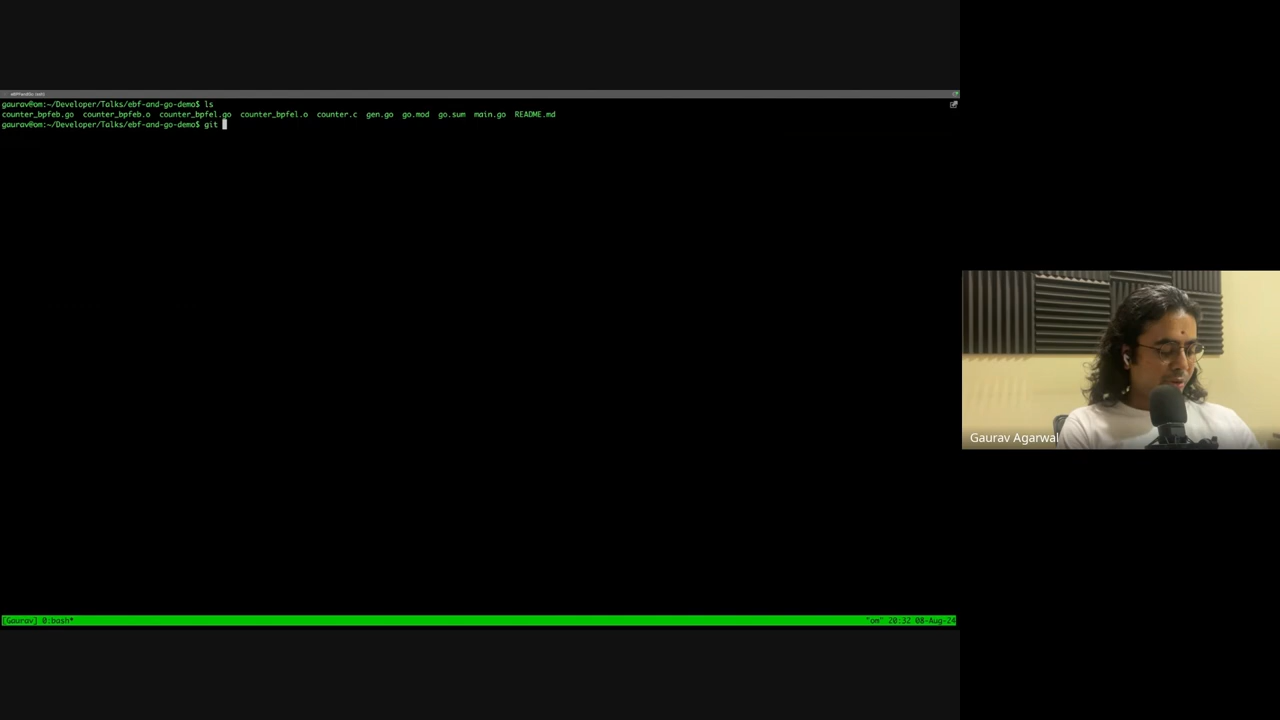 gaurav@om:~/Developer/Talks/ebf-and-go-demo$ ls
counter_bpfeb.go counter_bpfeb.o counter_bpfel.go counter_bpfel.o counter.c gen.go go.mod go.sum main.go README.md
gaurav@om:~/Developer/Talks/ebf-and-go-demo$ git
Gaurav Agarwal
[Gaurav] 0:bash* "om" 20:32 08-Aug-24